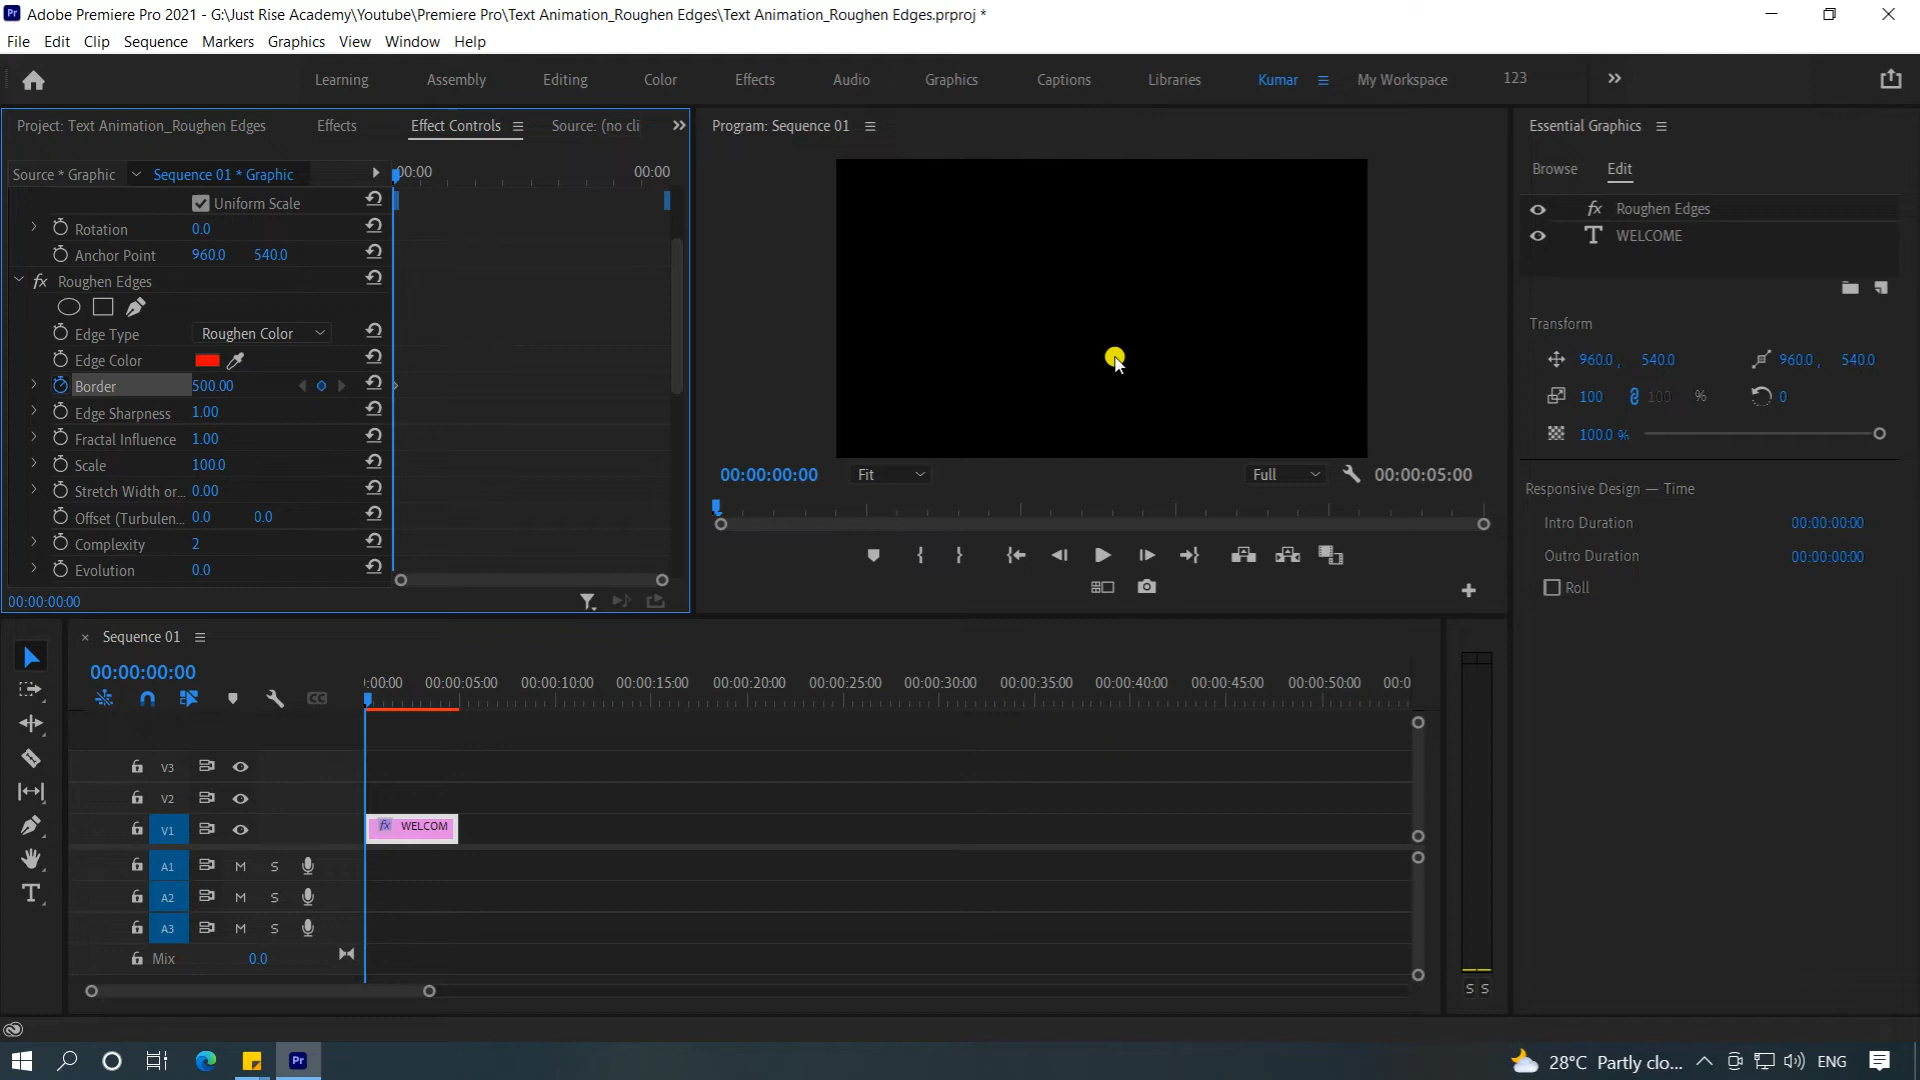 Pr Adobe Premiere Pro 2021 - G:\Just Rise Academy\Youtube\Premiere Pro\Text Animation_Roughen Edges\Text Animation_Roughen Edges.prproj *
File Edit Clip Sequence Markers Graphics View Window Help
Learning Assembly Editing Color Effects Audio Graphics Captions Libraries Kumar My Workspace 123
Project: Text Animation_Roughen Edges Effects Effect Controls Source: (no cli
Program: Sequence 01
Essential Graphics
Browse Edit
Source * Graphic Sequence 01 * Graphic
:00:00 00:00
Uniform Scale
Rotation 0.0
Anchor Point 960.0 540.0
fx Roughen Edges
Edge Type Roughen Color
Edge Color
Border 500.00
Edge Sharpness 1.00
Fractal Influence 1.00
Scale 100.0
Stretch Width or... 0.00
Offset (Turbulen... 0.0 0.0
Complexity 2
Evolution 0.0
00:00:00:00
00:00:00:00 Fit Full 00:00:05:00
fx Roughen Edges
T WELCOME
Transform
960.0 , 540.0 960.0 , 540.0
100 100 % 0
100.0 %
Responsive Design — Time
Intro Duration 00:00:00:00
Outro Duration 00:00:00:00
Roll
× Sequence 01
00:00:00:00
:00:00 00:00:05:00 00:00:10:00 00:00:15:00 00:00:20:00 00:00:25:00 00:00:30:00 00:00:35:00 00:00:40:00 00:00:45:00 00:00:50:00 00:0
CC
V3
V2
V1 fx WELCOM
A1 M S
A2 M S
A3 M S
Mix 0.0
S S
Pr 28°C Partly clo... ENG